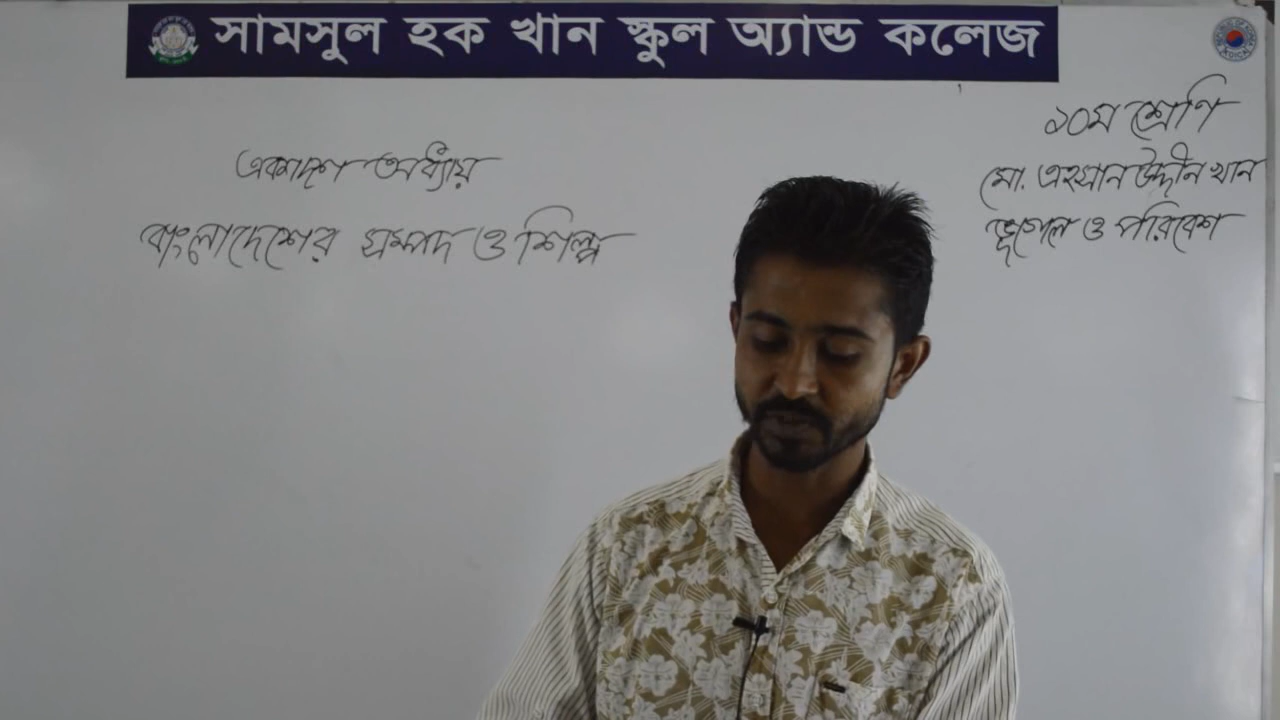 সামসুল হক খান স্কুল অ্যান্ড কলেজ
১০ম শ্রেণি
মো. এহসান উদ্দীন খান
ভূগোল ও পরিবেশ
একাদশ অধ্যায়
বাংলাদেশের সম্পদ ও শিল্প